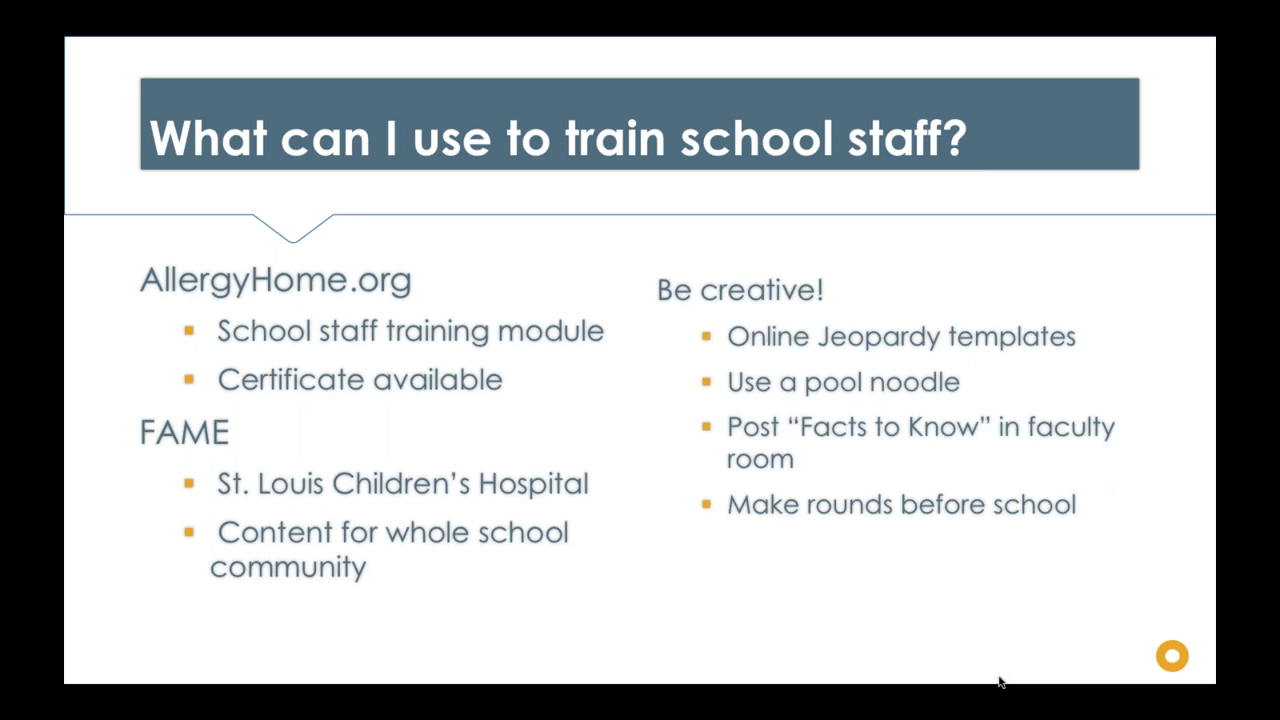 What can I use to train school staff?
AllergyHome.org
School staff training module
Certificate available
FAME
St. Louis Children’s Hospital
Content for whole school
community
Be creative!
Online Jeopardy templates
Use a pool noodle
Post “Facts to Know” in faculty
room
Make rounds before school